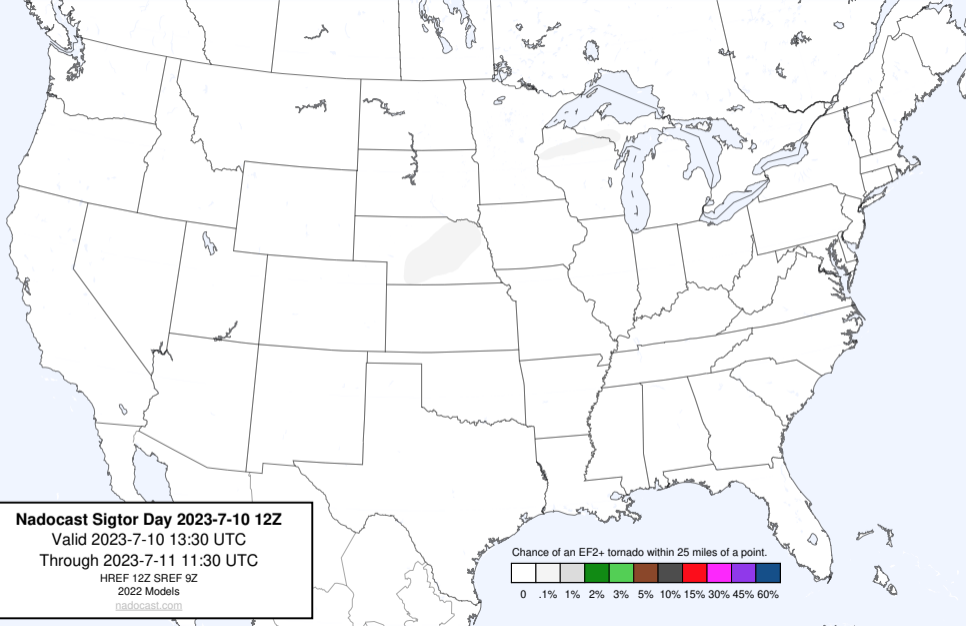 Nadocast Sigtor Day 2023-7-10 12Z
Valid 2023-7-10 13:30 UTC
Through 2023-7-11 11:30 UTC
HREF 12Z SREF 9Z
2022 Models
nadocast.com
Chance of an EF2+ tornado within 25 miles of a point.
0 .1% 1% 2% 3% 5% 10% 15% 30% 45% 60%